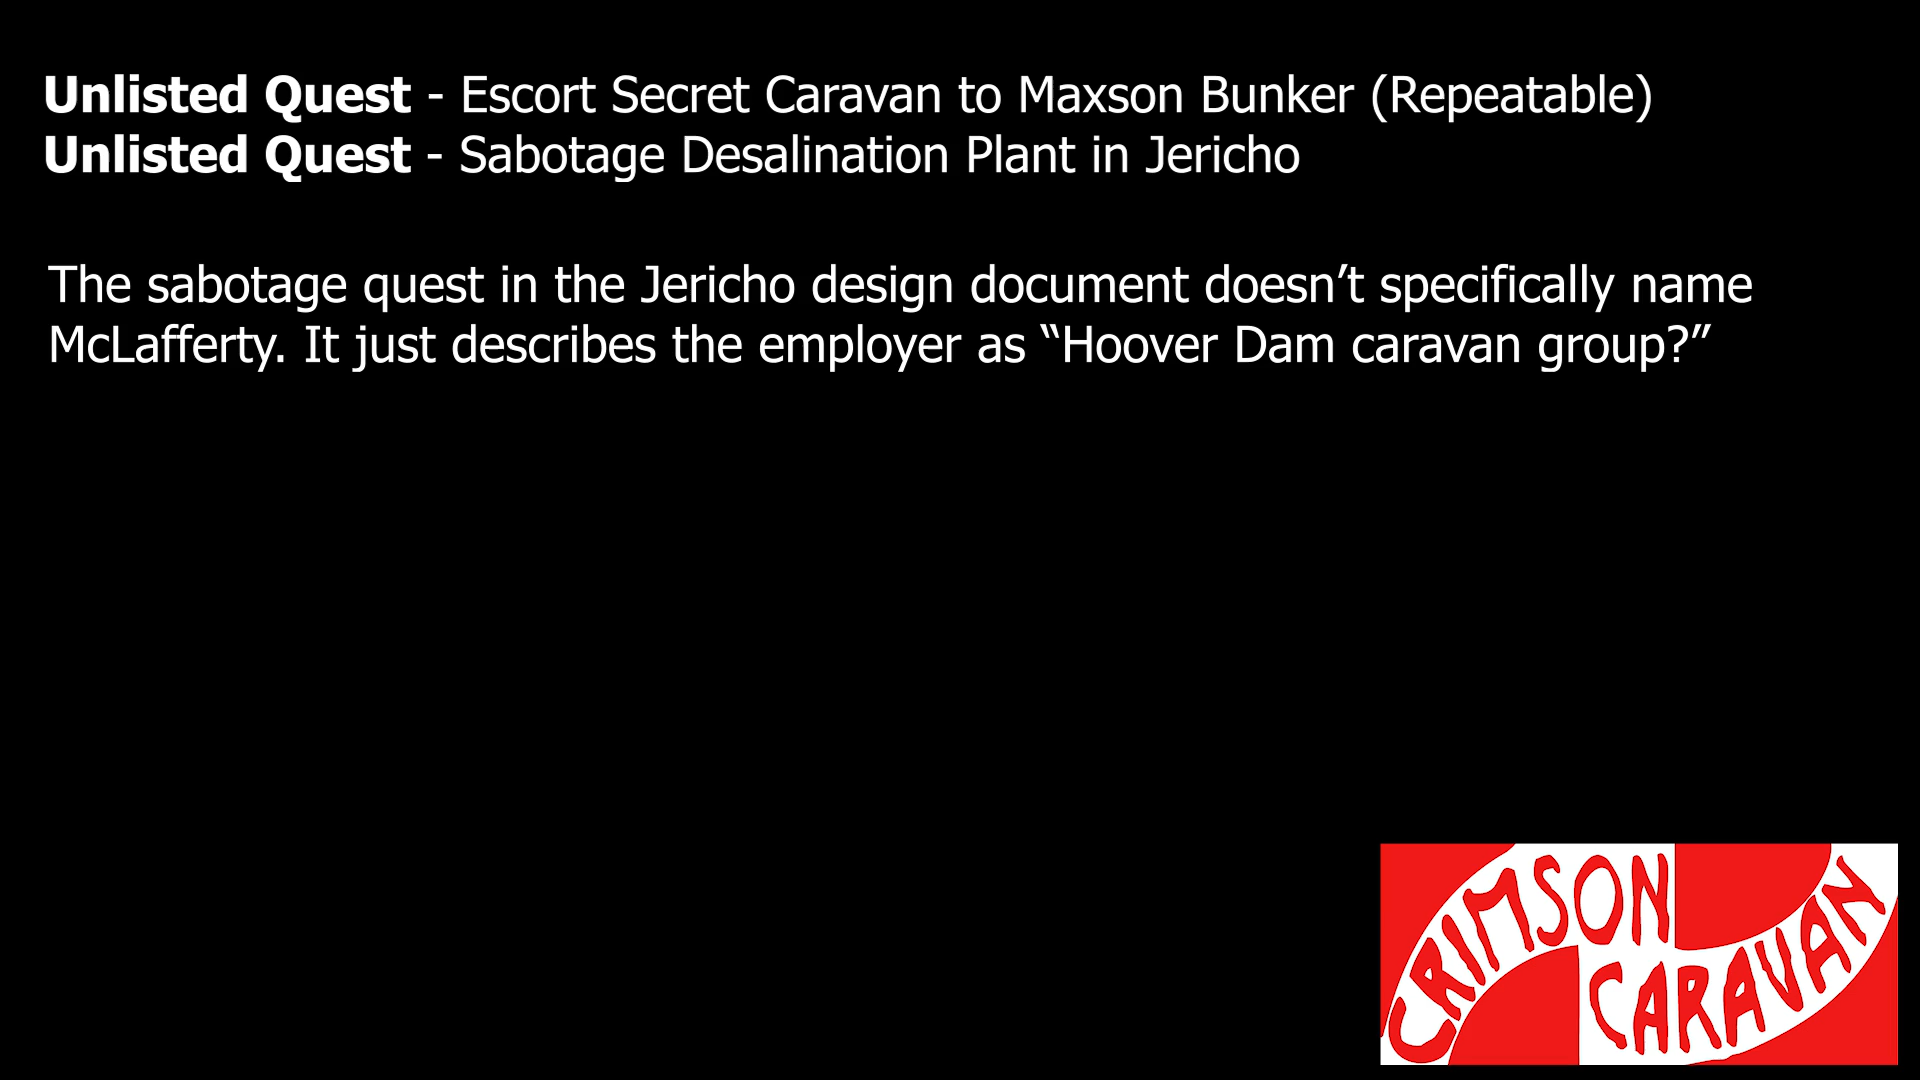 Unlisted Quest - Escort Secret Caravan to Maxson Bunker (Repeatable)
Unlisted Quest - Sabotage Desalination Plant in Jericho
The sabotage quest in the Jericho design document doesn’t specifically name
McLafferty. It just describes the employer as “Hoover Dam caravan group?”
CRIMSON
CARAVAN